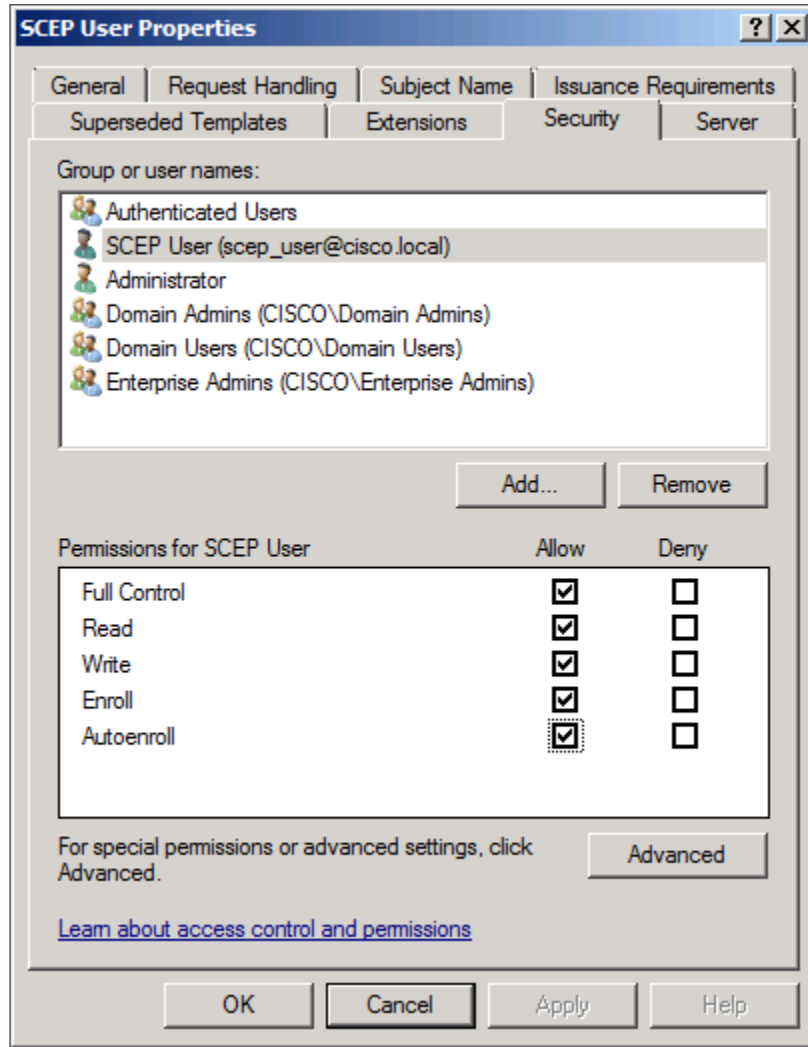 SCEP User Properties
General
Request Handling
Subject Name
Issuance Requirements
Superseded Templates
Extensions
Security
Server
Group or user names:
Authenticated Users
SCEP User (scep_user@cisco.local)
Administrator
Domain Admins (CISCO\Domain Admins)
Domain Users (CISCO\Domain Users)
Enterprise Admins (CISCO\Enterprise Admins)
Add... Remove
Permissions for SCEP User Allow Deny
Full Control
Read
Write
Enroll
Autoenroll
For special permissions or advanced settings, click
Advanced.
Advanced
Learn about access control and permissions
OK Cancel Apply Help